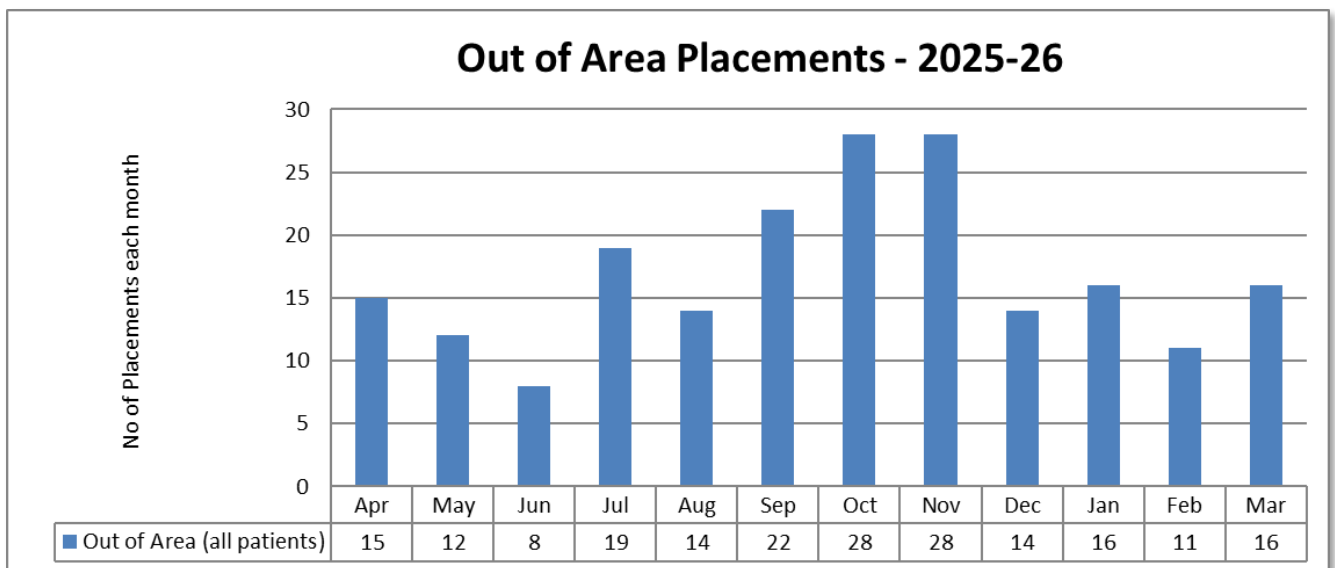 Out of Area Placements - 2025-26
No of Placements each month
30
25
20
15
10
5
0
Apr May Jun Jul Aug Sep Oct Nov Dec Jan Feb Mar
Out of Area (all patients) 15 12 8 19 14 22 28 28 14 16 11 16